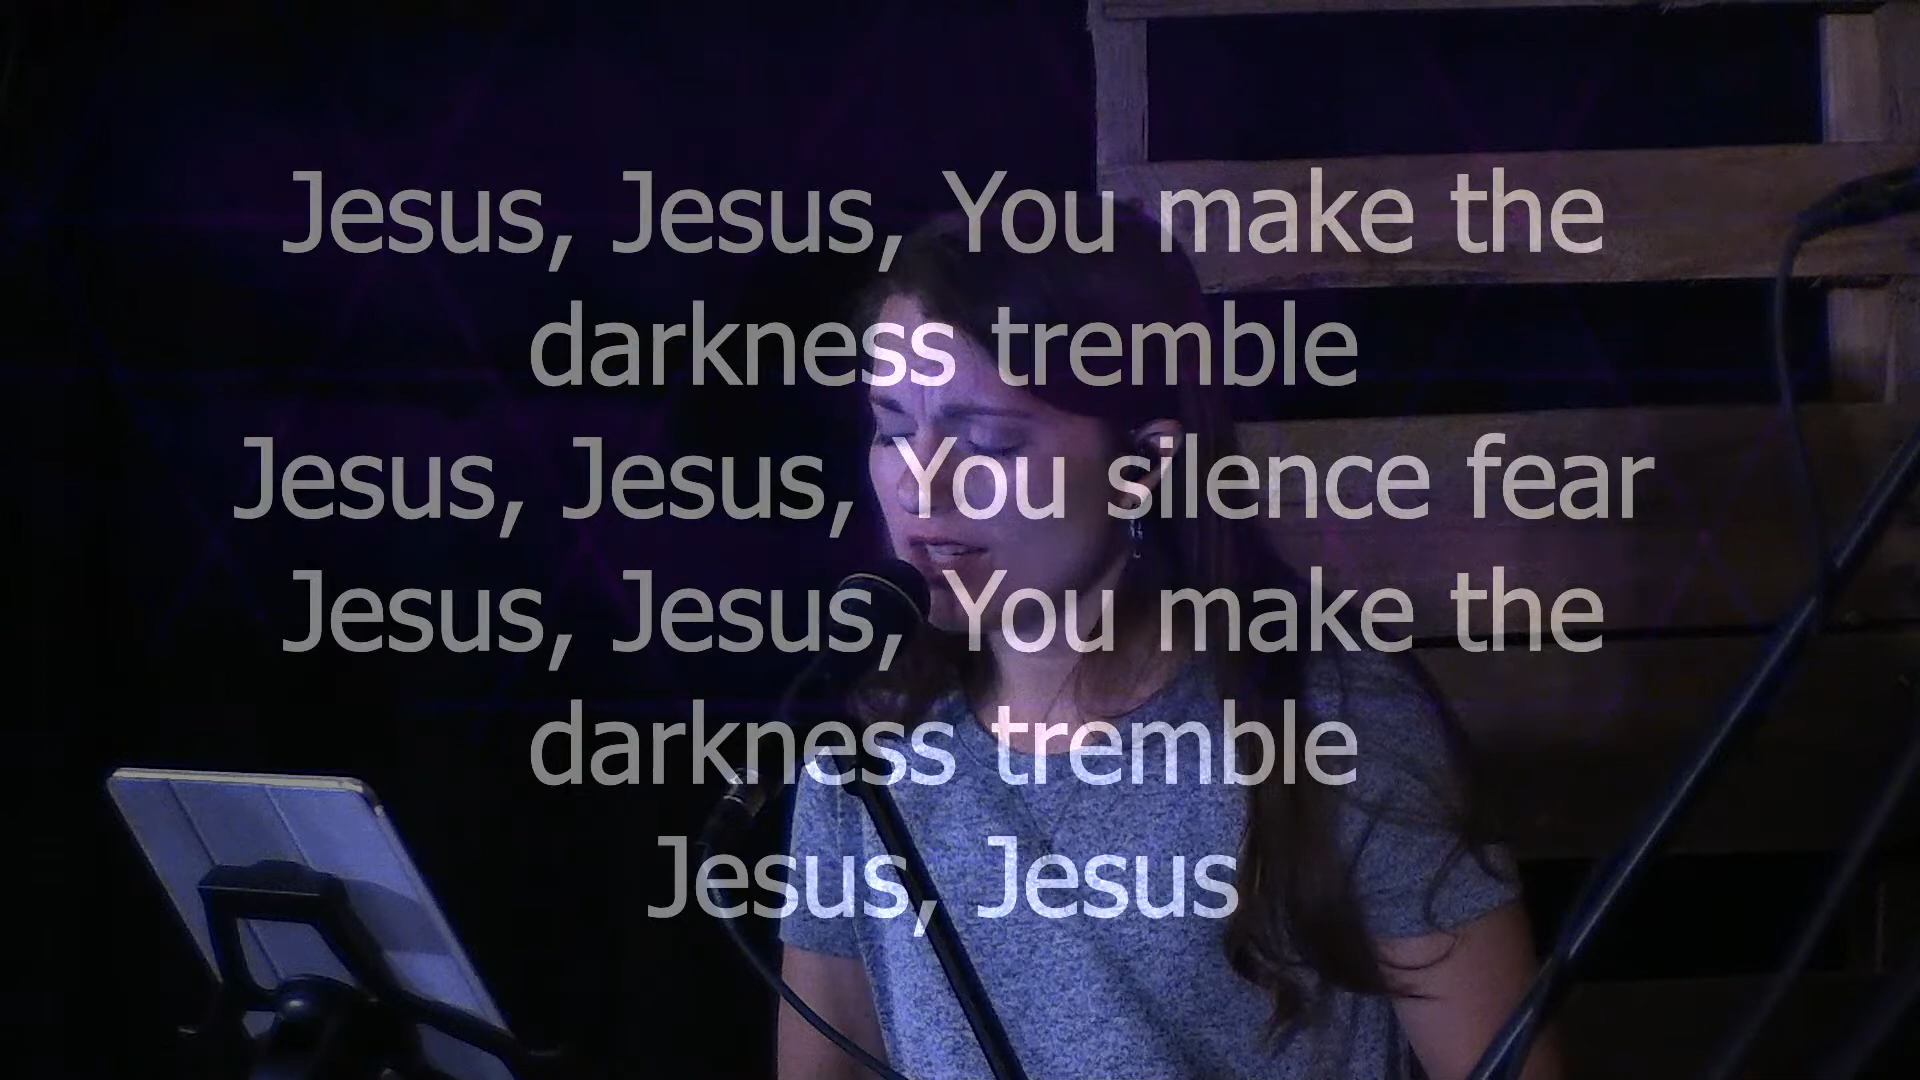 Jesus, Jesus, You make the
darkness tremble
Jesus, Jesus, You silence fear
Jesus, Jesus, You make the
darkness tremble
Jesus, Jesus